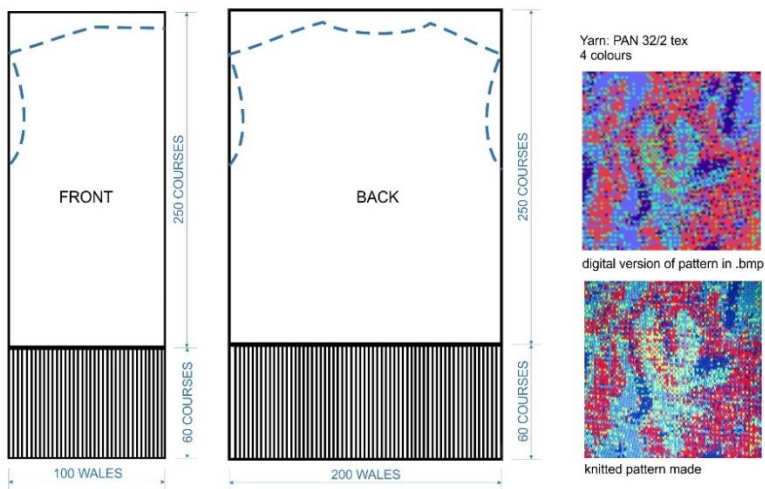 FRONT
250 COURSES
60 COURSES
100 WALES
BACK
250 COURSES
60 COURSES
200 WALES
Yarn: PAN 32/2 tex
4 colours
digital version of pattern in .bmp
knitted pattern made